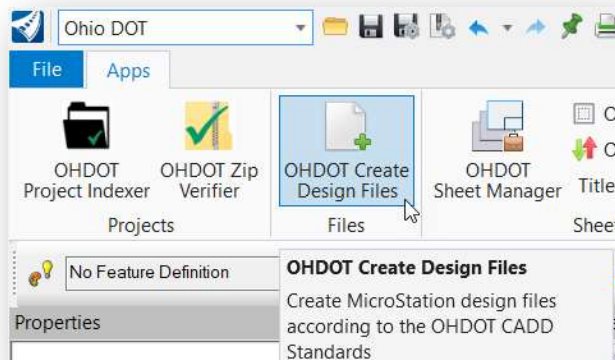 Ohio DOT
File Apps
OHDOT Project Indexer
OHDOT Zip Verifier
OHDOT Create Design Files
OHDOT Sheet Manager
Title
Projects
Files
Shee
No Feature Definition
OHDOT Create Design Files
Properties
Create MicroStation design files
according to the OHDOT CADD
Standards